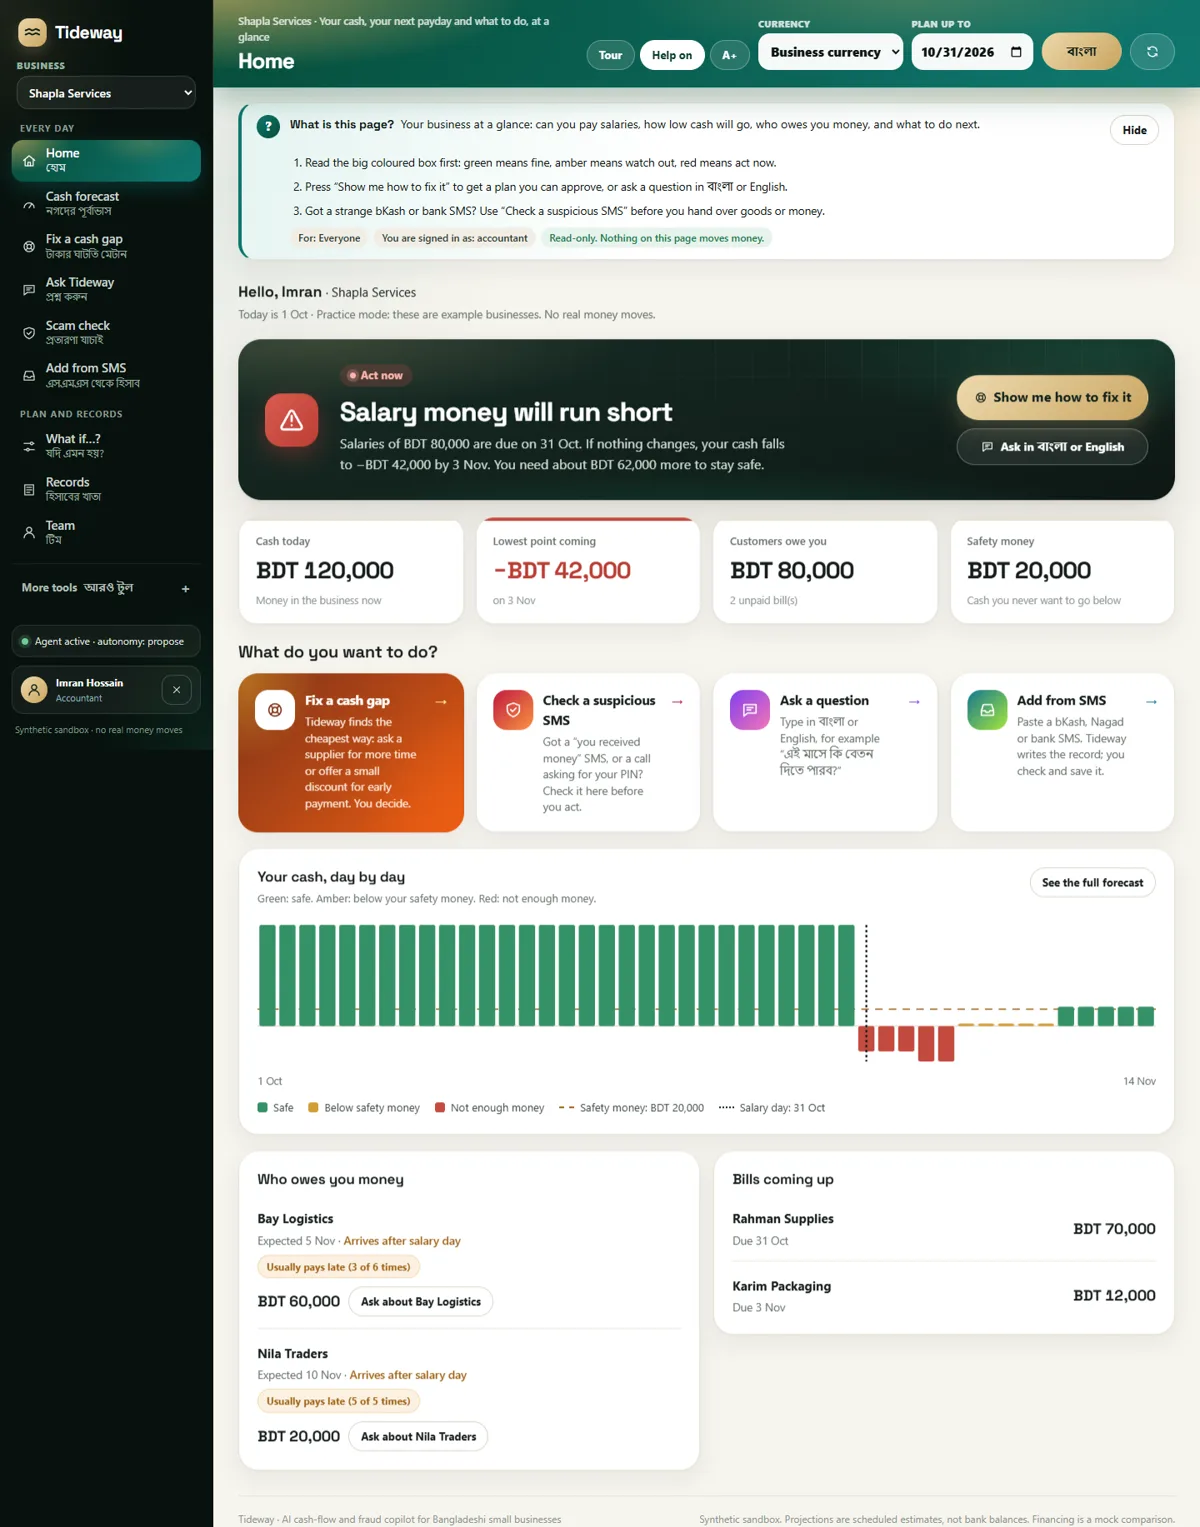 Tideway
BUSINESS
Shapla Services
EVERY DAY
Home
হোম
Cash forecast
নগদের পূর্বাভাস
Fix a cash gap
টাকার ঘাটতি মেটান
Ask Tideway
প্রশ্ন করুন
Scam check
প্রতারণা যাচাই
Add from SMS
এসএমএস থেকে হিসাব
PLAN AND RECORDS
What if...?
যদি এমন হয়?
Records
হিসাবের খাতা
Team
টিম
More tools আরও টুল +
Agent active · autonomy: propose
Imran Hossain
Accountant
Synthetic sandbox · no real money moves
Shapla Services · Your cash, your next payday and what to do, at a
glance
Home
Tour
Help on
A+
CURRENCY
Business currency
PLAN UP TO
10/31/2026
বাংলা
? What is this page? Your business at a glance: can you pay salaries, how low cash will go, who owes you money, and what to do next.
Hide
1. Read the big coloured box first: green means fine, amber means watch out, red means act now.
2. Press “Show me how to fix it” to get a plan you can approve, or ask a question in বাংলা or English.
3. Got a strange bKash or bank SMS? Use “Check a suspicious SMS” before you hand over goods or money.
For: Everyone
You are signed in as: accountant
Read-only. Nothing on this page moves money.
Hello, Imran · Shapla Services
Today is 1 Oct · Practice mode: these are example businesses. No real money moves.
Act now
Salary money will run short
Salaries of BDT 80,000 are due on 31 Oct. If nothing changes, your cash falls
to −BDT 42,000 by 3 Nov. You need about BDT 62,000 more to stay safe.
Show me how to fix it
Ask in বাংলা or English
Cash today
BDT 120,000
Money in the business now
Lowest point coming
−BDT 42,000
on 3 Nov
Customers owe you
BDT 80,000
2 unpaid bill(s)
Safety money
BDT 20,000
Cash you never want to go below
What do you want to do?
Fix a cash gap →
Tideway finds the
cheapest way: ask a
supplier for more time
or offer a small
discount for early
payment. You decide.
Check a suspicious →
SMS
Got a “you received
money” SMS, or a call
asking for your PIN?
Check it here before
you act.
Ask a question →
Type in বাংলা or
English, for example
“এই মাসে কি বেতন
দিতে পারব?”
Add from SMS →
Paste a bKash, Nagad
or bank SMS. Tideway
writes the record; you
check and save it.
Your cash, day by day
Green: safe. Amber: below your safety money. Red: not enough money.
See the full forecast
1 Oct
14 Nov
Safe
Below safety money
Not enough money
Safety money: BDT 20,000
Salary day: 31 Oct
Who owes you money
Bay Logistics
Expected 5 Nov · Arrives after salary day
Usually pays late (3 of 6 times)
BDT 60,000
Ask about Bay Logistics
Nila Traders
Expected 10 Nov · Arrives after salary day
Usually pays late (5 of 5 times)
BDT 20,000
Ask about Nila Traders
Bills coming up
Rahman Supplies
Due 31 Oct
BDT 70,000
Karim Packaging
Due 3 Nov
BDT 12,000
Tideway · AI cash-flow and fraud copilot for Bangladeshi small businesses
Synthetic sandbox. Projections are scheduled estimates, not bank balances. Financing is a mock comparison.